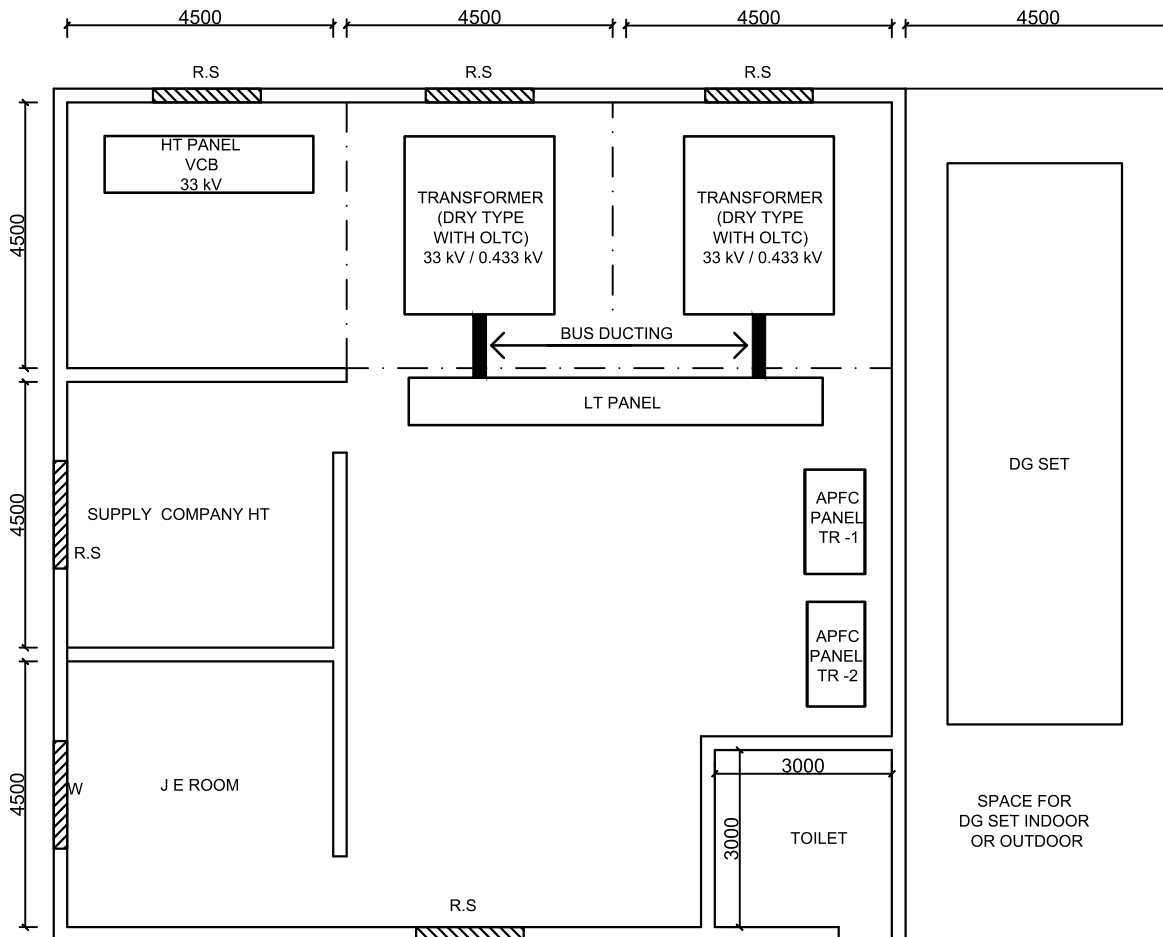 4500
4500
4500
4500
R.S
R.S
R.S
HT PANEL
VCB
33 kV
TRANSFORMER
(DRY TYPE
WITH OLTC)
33 kV / 0.433 kV
TRANSFORMER
(DRY TYPE
WITH OLTC)
33 kV / 0.433 kV
4500
BUS DUCTING
LT PANEL
DG SET
4500
SUPPLY COMPANY HT
R.S
APFC
PANEL
TR -1
APFC
PANEL
TR -2
4500
W
J E ROOM
3000
3000
TOILET
SPACE FOR
DG SET INDOOR
OR OUTDOOR
R.S